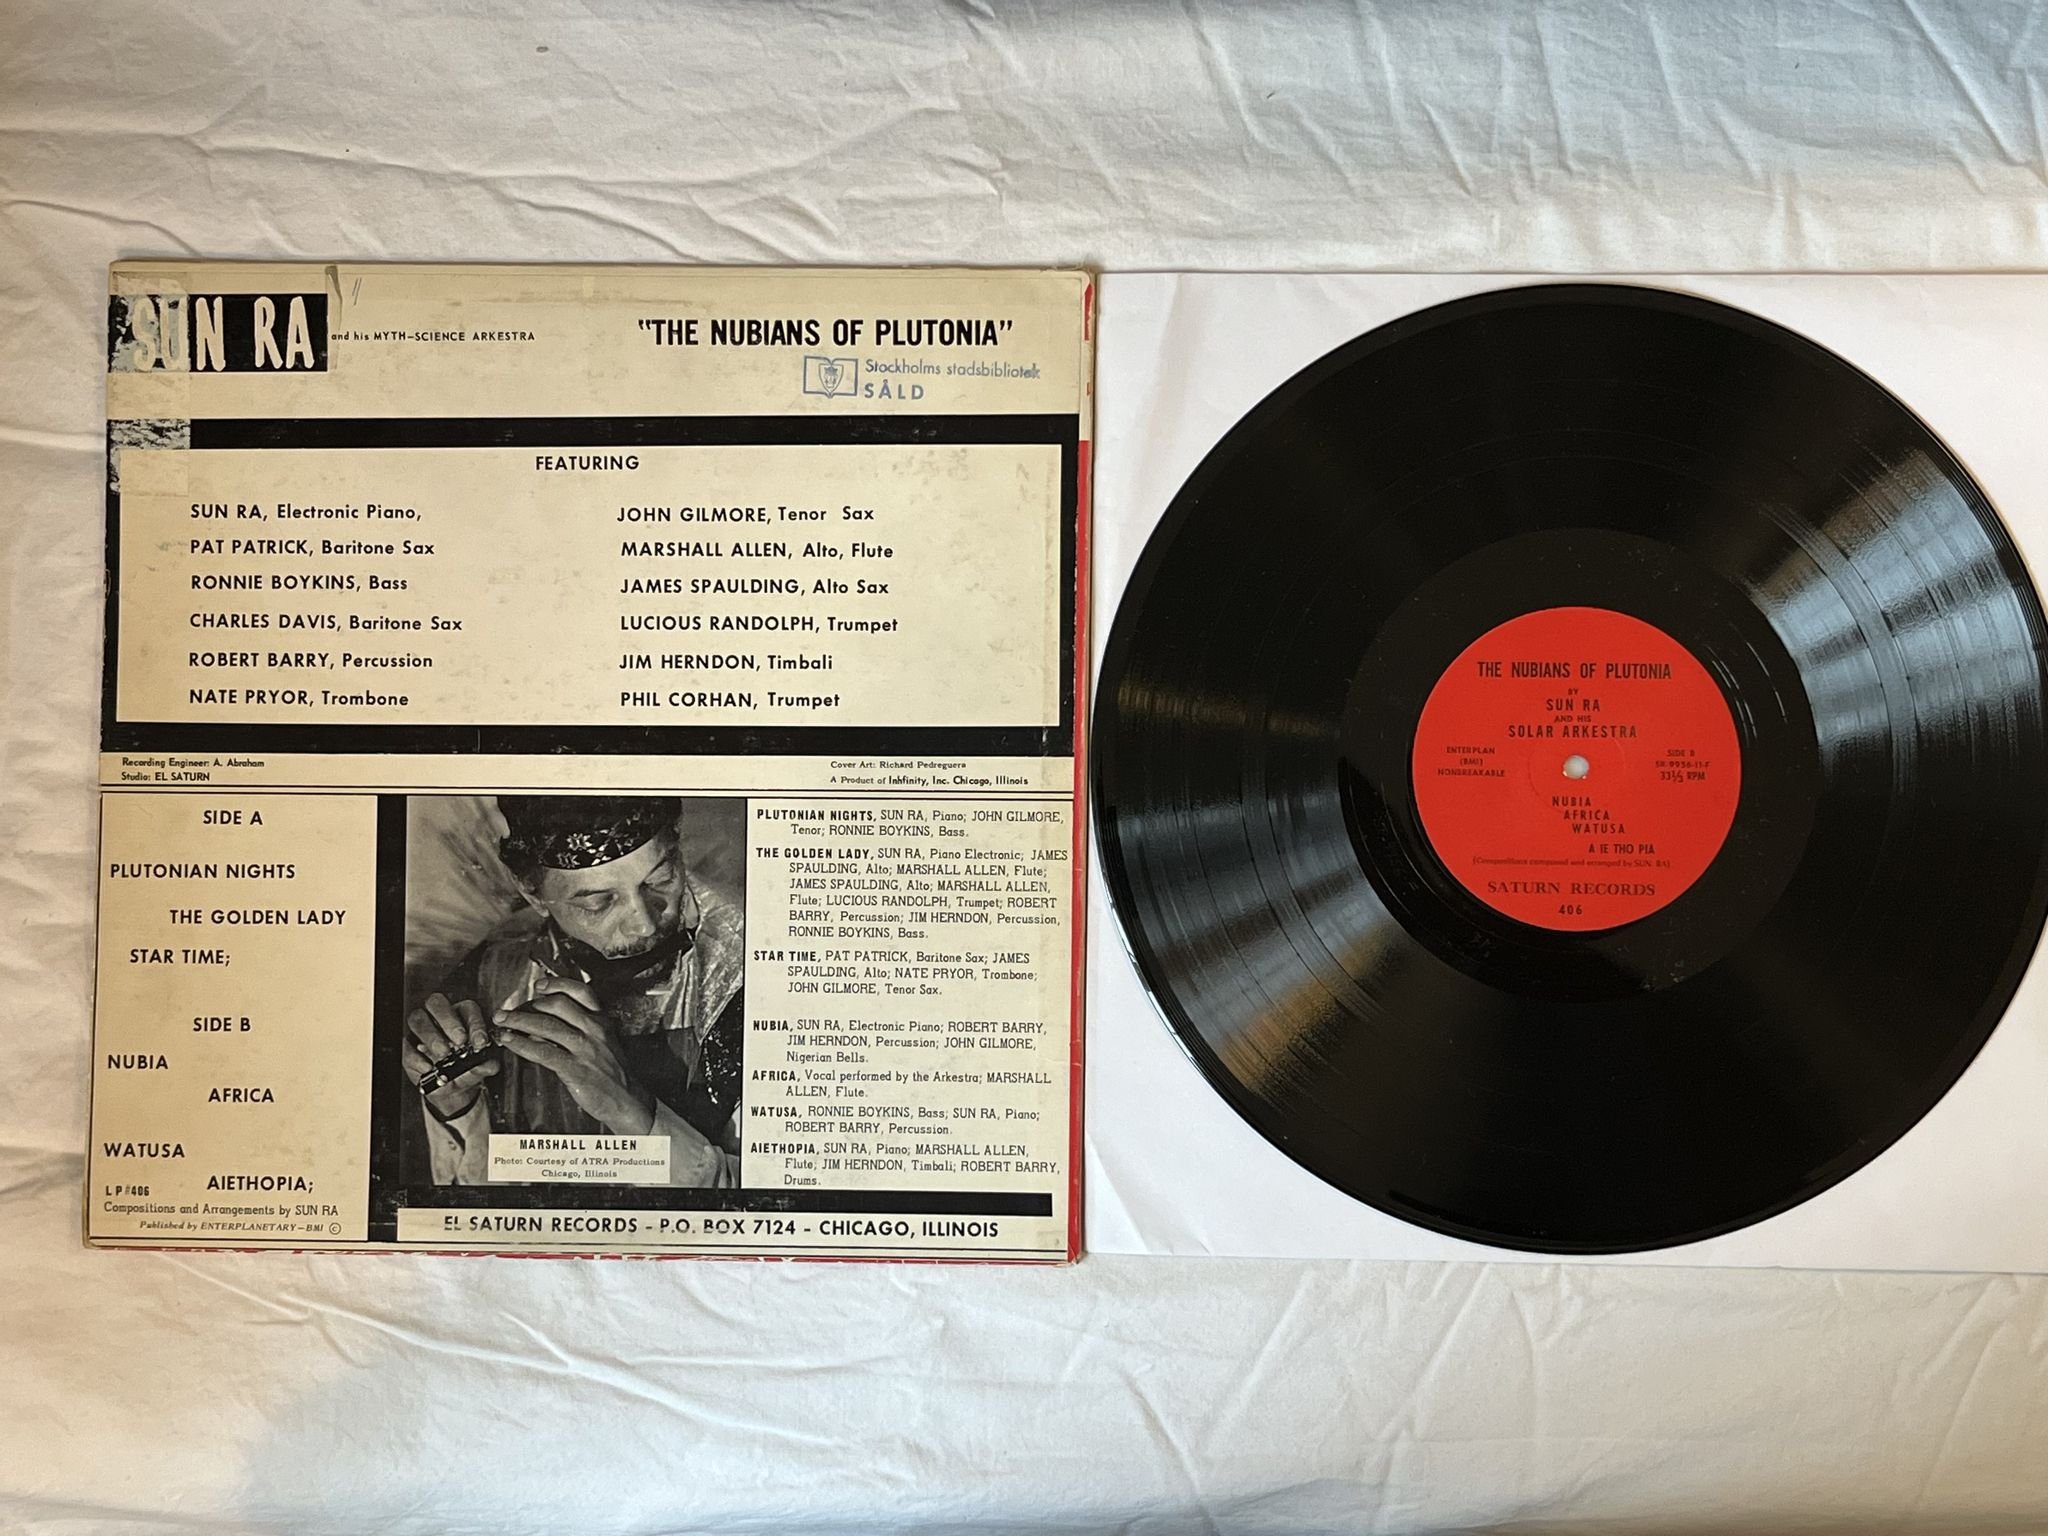 SUN RA and his MYTH-SCIENCE ARKESTRA
"THE NUBIANS OF PLUTONIA"
Stockholms stadsbibliotek
SÅLD
FEATURING
SUN RA, Electronic Piano,
PAT PATRICK, Baritone Sax
RONNIE BOYKINS, Bass
CHARLES DAVIS, Baritone Sax
ROBERT BARRY, Percussion
NATE PRYOR, Trombone
JOHN GILMORE, Tenor Sax
MARSHALL ALLEN, Alto, Flute
JAMES SPAULDING, Alto Sax
LUCIOUS RANDOLPH, Trumpet
JIM HERNDON, Timbali
PHIL CORHAN, Trumpet
Recording Engineer: A. Abraham
Studio: EL SATURN
Cover Art: Richard Pedreguera
A Product of Inhfinity, Inc. Chicago, Illinois
SIDE A
PLUTONIAN NIGHTS
THE GOLDEN LADY
STAR TIME;
SIDE B
NUBIA
AFRICA
WATUSA
AIETHOPIA;
LP #406
Compositions and Arrangements by SUN RA
Published by ENTERPLANETARY-BMI ©
MARSHALL ALLEN
Photo: Courtesy of ATRA Productions
Chicago, Illinois
PLUTONIAN NIGHTS, SUN RA, Piano; JOHN GILMORE,
Tenor; RONNIE BOYKINS, Bass.
THE GOLDEN LADY, SUN RA, Piano Electronic; JAMES
SPAULDING, Alto; MARSHALL ALLEN, Flute;
JAMES SPAULDING, Alto; MARSHALL ALLEN,
Flute; LUCIOUS RANDOLPH, Trumpet; ROBERT
BARRY, Percussion; JIM HERNDON, Percussion,
RONNIE BOYKINS, Bass.
STAR TIME, PAT PATRICK, Baritone Sax; JAMES
SPAULDING, Alto; NATE PRYOR, Trombone;
JOHN GILMORE, Tenor Sax.
NUBIA, SUN RA, Electronic Piano; ROBERT BARRY,
JIM HERNDON, Percussion; JOHN GILMORE,
Nigerian Bells.
AFRICA, Vocal performed by the Arkestra; MARSHALL
ALLEN, Flute.
WATUSA, RONNIE BOYKINS, Bass; SUN RA, Piano;
ROBERT BARRY, Percussion.
AIETHOPIA, SUN RA, Piano; MARSHALL ALLEN,
Flute; JIM HERNDON, Timbali; ROBERT BARRY,
Drums.
EL SATURN RECORDS - P.O. BOX 7124 - CHICAGO, ILLINOIS
THE NUBIANS OF PLUTONIA
BY
SUN RA
AND HIS
SOLAR ARKESTRA
ENTERPLAN
(BMI)
NONBREAKABLE
SIDE B
SR-9956-11-F
33⅓ RPM
NUBIA
AFRICA
WATUSA
A IE THO PIA
(Compositions composed and arranged by SUN RA)
SATURN RECORDS
406